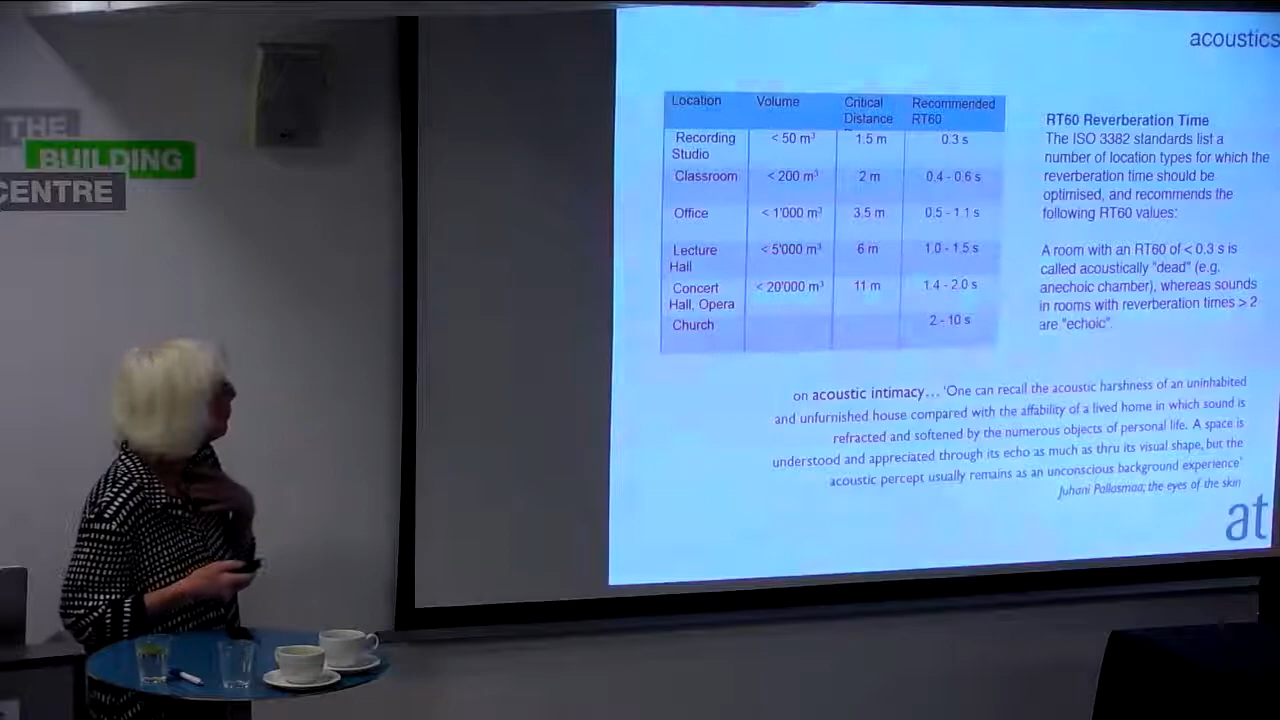 THE
BUILDING
CENTRE
acoustics
Location Volume Critical Distance Recommended RT60
Recording Studio < 50 m³ 1.5 m 0.3 s
Classroom < 200 m³ 2 m 0.4 - 0.6 s
Office < 1'000 m³ 3.5 m 0.5 - 1.1 s
Lecture Hall < 5'000 m³ 6 m 1.0 - 1.5 s
Concert Hall, Opera < 20'000 m³ 11 m 1.4 - 2.0 s
Church 2 - 10 s
RT60 Reverberation Time
The ISO 3382 standards list a
number of location types for which the
reverberation time should be
optimised, and recommends the
following RT60 values:
A room with an RT60 of < 0.3 s is
called acoustically "dead" (e.g.
anechoic chamber), whereas sounds
in rooms with reverberation times > 2
are "echoic".
on acoustic intimacy… 'One can recall the acoustic harshness of an uninhabited
and unfurnished house compared with the affability of a lived home in which sound is
refracted and softened by the numerous objects of personal life. A space is
understood and appreciated through its echo as much as thru its visual shape, but the
acoustic percept usually remains as an unconscious background experience'
Juhani Pallasmaa; the eyes of the skin
at